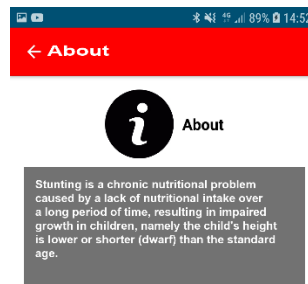 4G 89% 14:52
About
i About
Stunting is a chronic nutritional problem
caused by a lack of nutritional intake over
a long period of time, resulting in impaired
growth in children, namely the child's height
is lower or shorter (dwarf) than the standard
age.